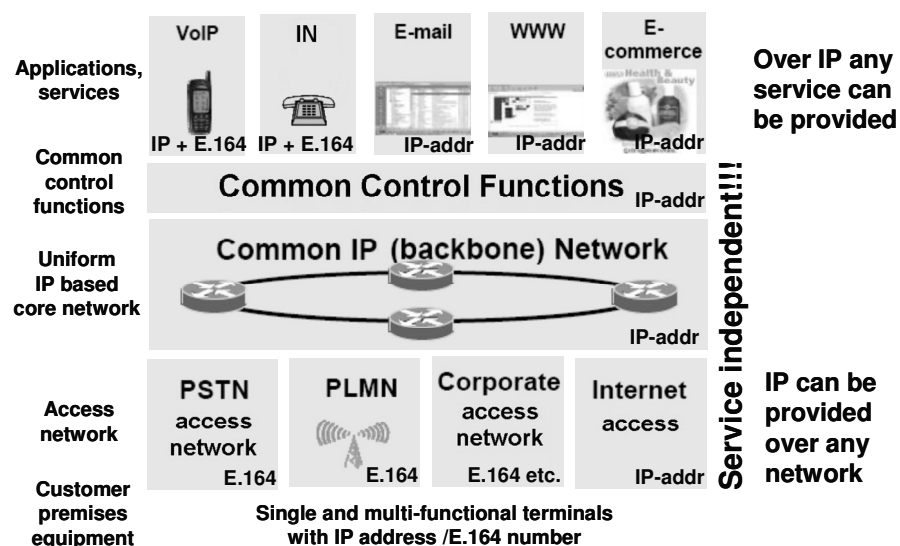 VoIP
IN
E-mail
WWW
E-
commerce
Applications,
services
IP + E.164
IP + E.164
IP-addr
IP-addr
Health &
Beauty
IP-addr
Over IP any
service can
be provided
Common
control
functions
Common Control Functions
IP-addr
Service independent!!!
Uniform
IP based
core network
Common IP (backbone) Network
IP-addr
Access
network
PSTN
access
network
E.164
PLMN
E.164
Corporate
access
network
E.164 etc.
Internet
access
IP-addr
IP can be
provided
over any
network
Customer
premises
equipment
Single and multi-functional terminals
with IP address /E.164 number